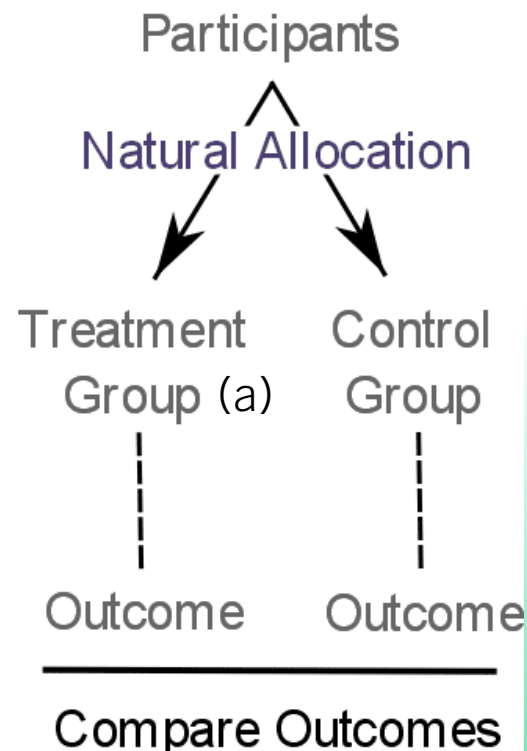 Participants
Natural Allocation
Treatment Control
Group (a) Group
Outcome Outcome
Compare Outcomes